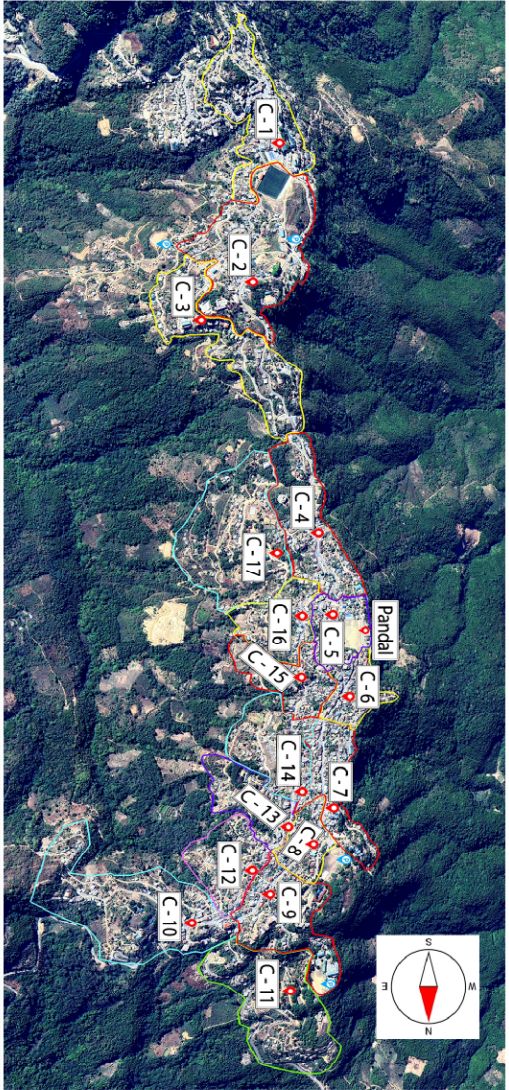 C - 1
C - 2
C - 3
C - 4
C - 17
Pandal
C - 5
C - 16
C - 6
C - 15
C - 7
C - 14
C - 13
C - 8
C - 12
C - 9
C - 10
C - 11
S
E
W
N